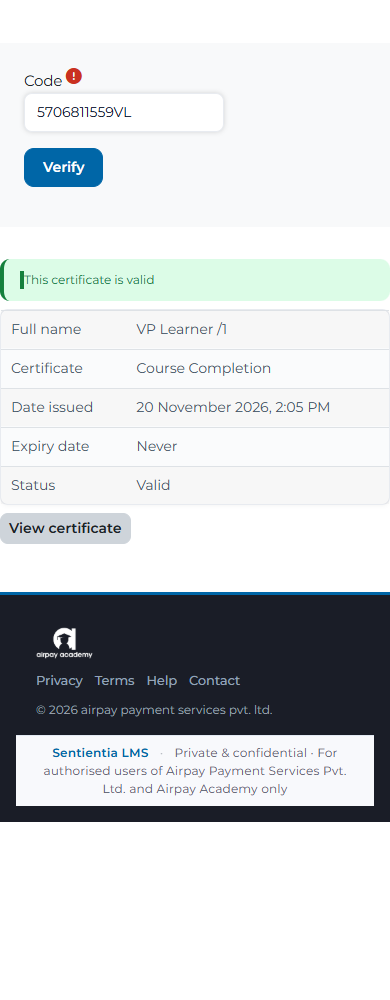 Code
5706811559VL
Verify
This certificate is valid
Full name VP Learner /1
Certificate Course Completion
Date issued 20 November 2026, 2:05 PM
Expiry date Never
Status Valid
View certificate
airpay academy
Privacy Terms Help Contact
© 2026 airpay payment services pvt. ltd.
Sentientia LMS · Private & confidential · For
authorised users of Airpay Payment Services Pvt.
Ltd. and Airpay Academy only